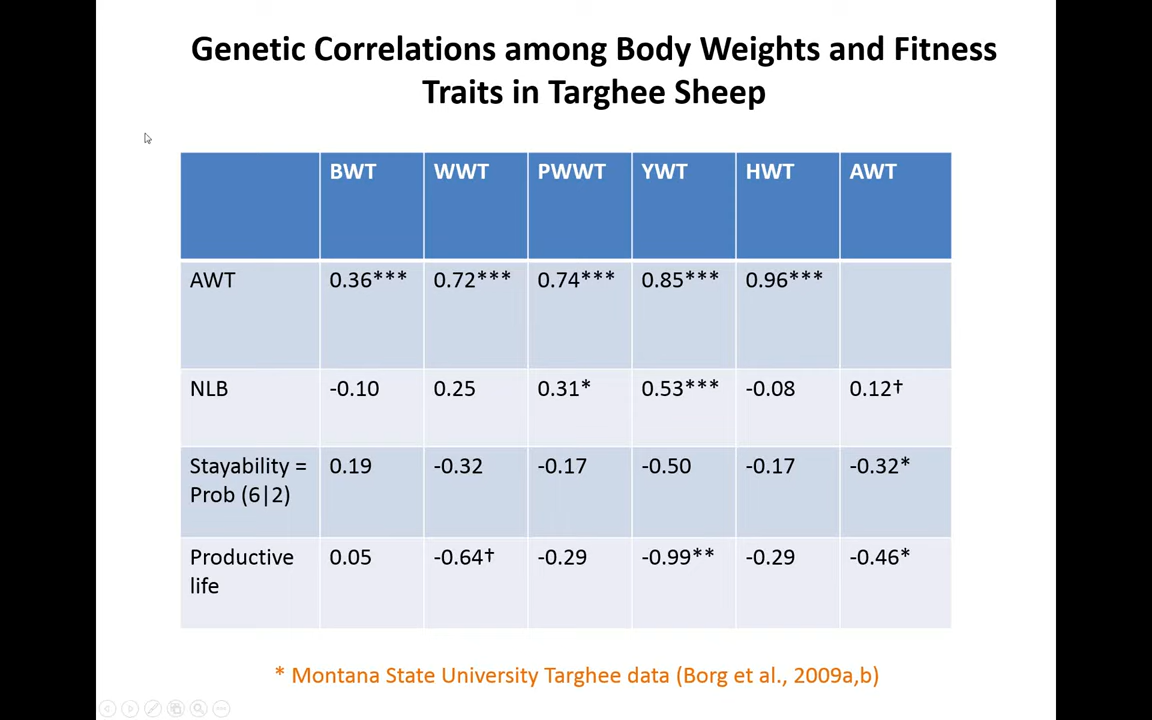 Genetic Correlations among Body Weights and Fitness
Traits in Targhee Sheep
BWT WWT PWWT YWT HWT AWT
AWT 0.36*** 0.72*** 0.74*** 0.85*** 0.96***
NLB -0.10 0.25 0.31* 0.53*** -0.08 0.12†
Stayability = 0.19 -0.32 -0.17 -0.50 -0.17 -0.32*
Prob (6|2)
Productive 0.05 -0.64† -0.29 -0.99** -0.29 -0.46*
life
* Montana State University Targhee data (Borg et al., 2009a,b)